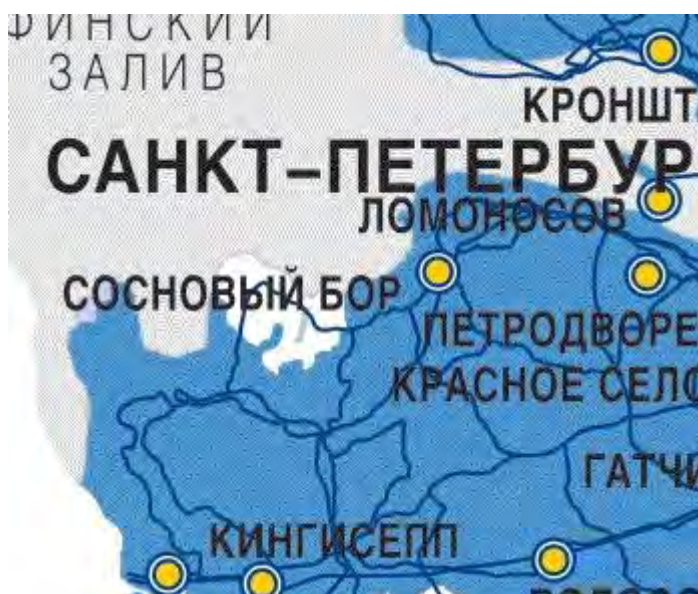 ФИНСКИЙ
ЗАЛИВ
КРОНШТ
САНКТ–ПЕТЕРБУР
ЛОМОНОСОВ
СОСНОВЫЙ БОР
ПЕТРОДВОРЕ
КРАСНОЕ СЕЛО
ГАТЧИ
КИНГИСЕПП